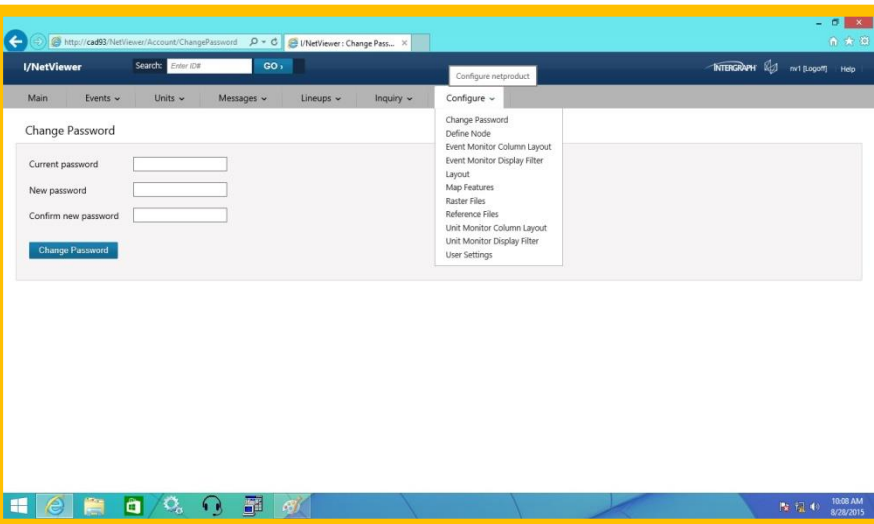 http://cad93/NetViewer/Account/ChangePassword
I/NetViewer : Change Pass...
I/NetViewer
Search:
Enter ID#
GO ›
INTERGRAPH
nv1 [Logoff]
Help
Configure netproduct
Main
Events
Units
Messages
Lineups
Inquiry
Configure
Change Password
Define Node
Event Monitor Column Layout
Event Monitor Display Filter
Layout
Map Features
Raster Files
Reference Files
Unit Monitor Column Layout
Unit Monitor Display Filter
User Settings
Change Password
Current password
New password
Confirm new password
Change Password
10:08 AM
8/28/2015